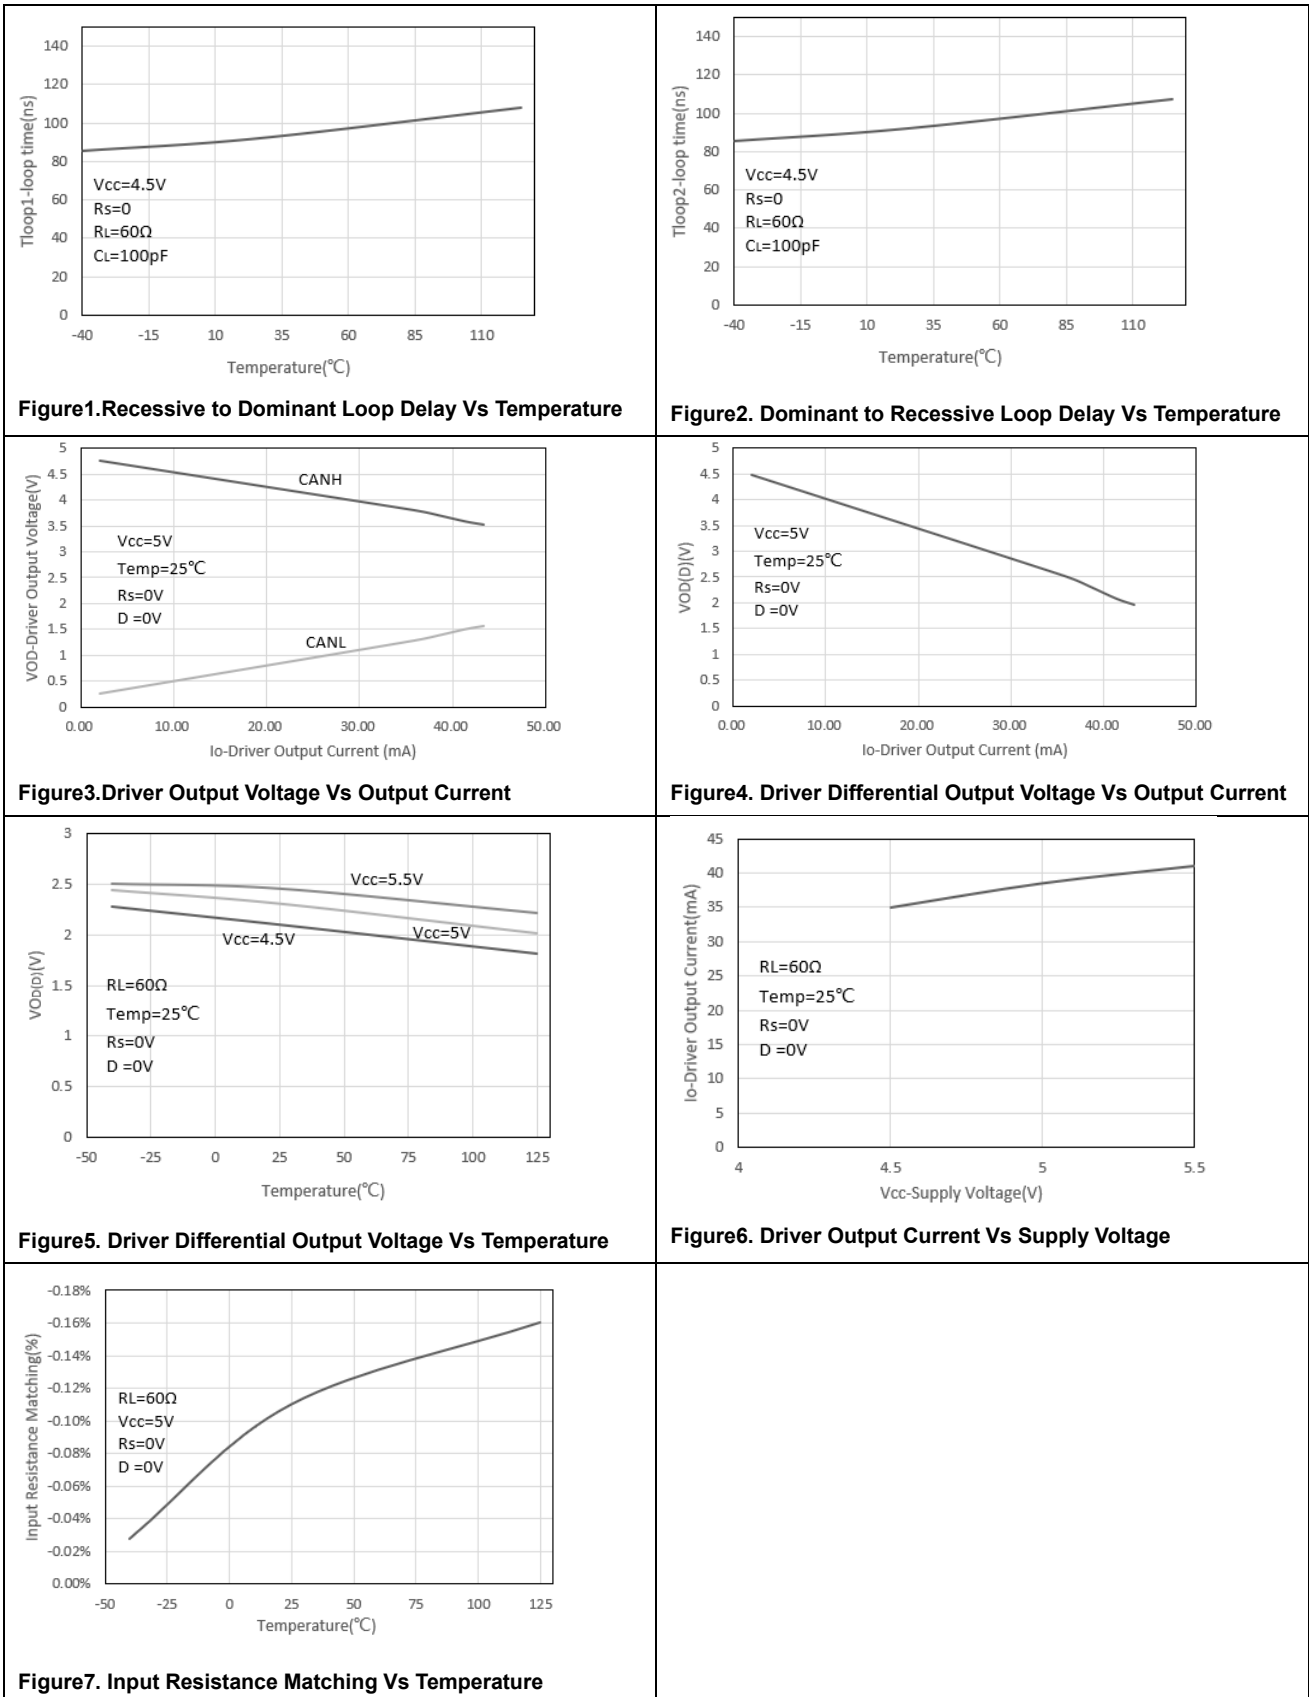 140
120
100
80
60
40
20
0
Tloop1-loop time(ns)
Vcc=4.5V
Rs=0
RL=60Ω
CL=100pF
-40 -15 10 35 60 85 110
Temperature(℃)
Figure1.Recessive to Dominant Loop Delay Vs Temperature
140
120
100
80
60
40
20
0
Tloop2-loop time(ns)
Vcc=4.5V
Rs=0
RL=60Ω
CL=100pF
-40 -15 10 35 60 85 110
Temperature(℃)
Figure2. Dominant to Recessive Loop Delay Vs Temperature
5
4.5
4
3.5
3
2.5
2
1.5
1
0.5
0
VOD-Driver Output Voltage(V)
CANH
Vcc=5V
Temp=25℃
Rs=0V
D =0V
CANL
0.00 10.00 20.00 30.00 40.00 50.00
Io-Driver Output Current (mA)
Figure3.Driver Output Voltage Vs Output Current
5
4.5
4
3.5
3
2.5
2
1.5
1
0.5
0
VOD(D)(V)
Vcc=5V
Temp=25℃
Rs=0V
D =0V
0.00 10.00 20.00 30.00 40.00 50.00
Io-Driver Output Current (mA)
Figure4. Driver Differential Output Voltage Vs Output Current
3
2.5
2
1.5
1
0.5
0
VOD(D)(V)
Vcc=5.5V
Vcc=4.5V
Vcc=5V
RL=60Ω
Temp=25℃
Rs=0V
D =0V
-50 -25 0 25 50 75 100 125
Temperature(℃)
Figure5. Driver Differential Output Voltage Vs Temperature
45
40
35
30
25
20
15
10
5
0
Io-Driver Output Current(mA)
RL=60Ω
Temp=25℃
Rs=0V
D =0V
4 4.5 5 5.5
Vcc-Supply Voltage(V)
Figure6. Driver Output Current Vs Supply Voltage
-0.18%
-0.16%
-0.14%
-0.12%
-0.10%
-0.08%
-0.06%
-0.04%
-0.02%
0.00%
Input Resistance Matching(%)
RL=60Ω
Vcc=5V
Rs=0V
D =0V
-50 -25 0 25 50 75 100 125
Temperature(℃)
Figure7. Input Resistance Matching Vs Temperature